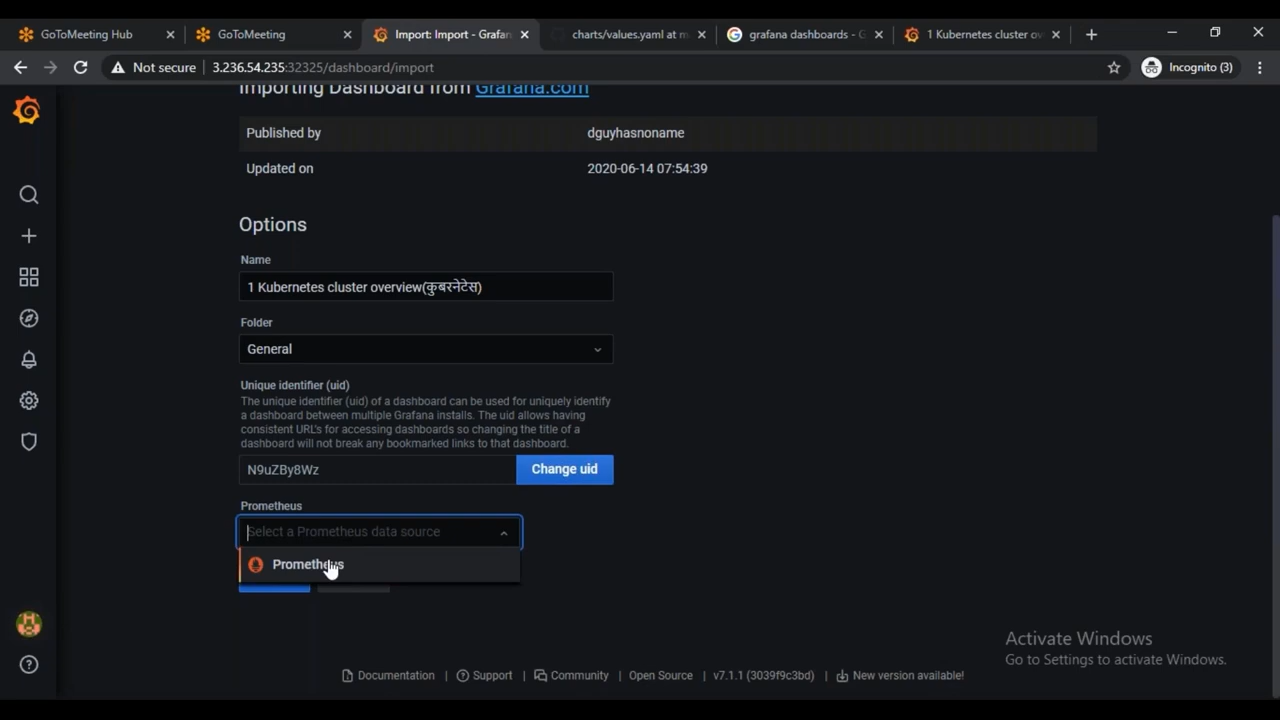 GoToMeeting Hub
GoToMeeting
Import: Import - Grafan
charts/values.yaml at m
grafana dashboards - G
1 Kubernetes cluster ov
Not secure 3.236.54.235:32325/dashboard/import
Incognito (3)
Importing Dashboard from Grafana.com
Published by dguyhasnoname
Updated on 2020-06-14 07:54:39
Options
Name
1 Kubernetes cluster overview(कुबरनेटेस)
Folder
General
Unique identifier (uid)
The unique identifier (uid) of a dashboard can be used for uniquely identify
a dashboard between multiple Grafana installs. The uid allows having
consistent URL's for accessing dashboards so changing the title of a
dashboard will not break any bookmarked links to that dashboard.
N9uZBy8Wz Change uid
Prometheus
Select a Prometheus data source
Prometheus
Activate Windows
Go to Settings to activate Windows.
Documentation | Support | Community | Open Source | v7.1.1 (3039f9c3bd) | New version available!